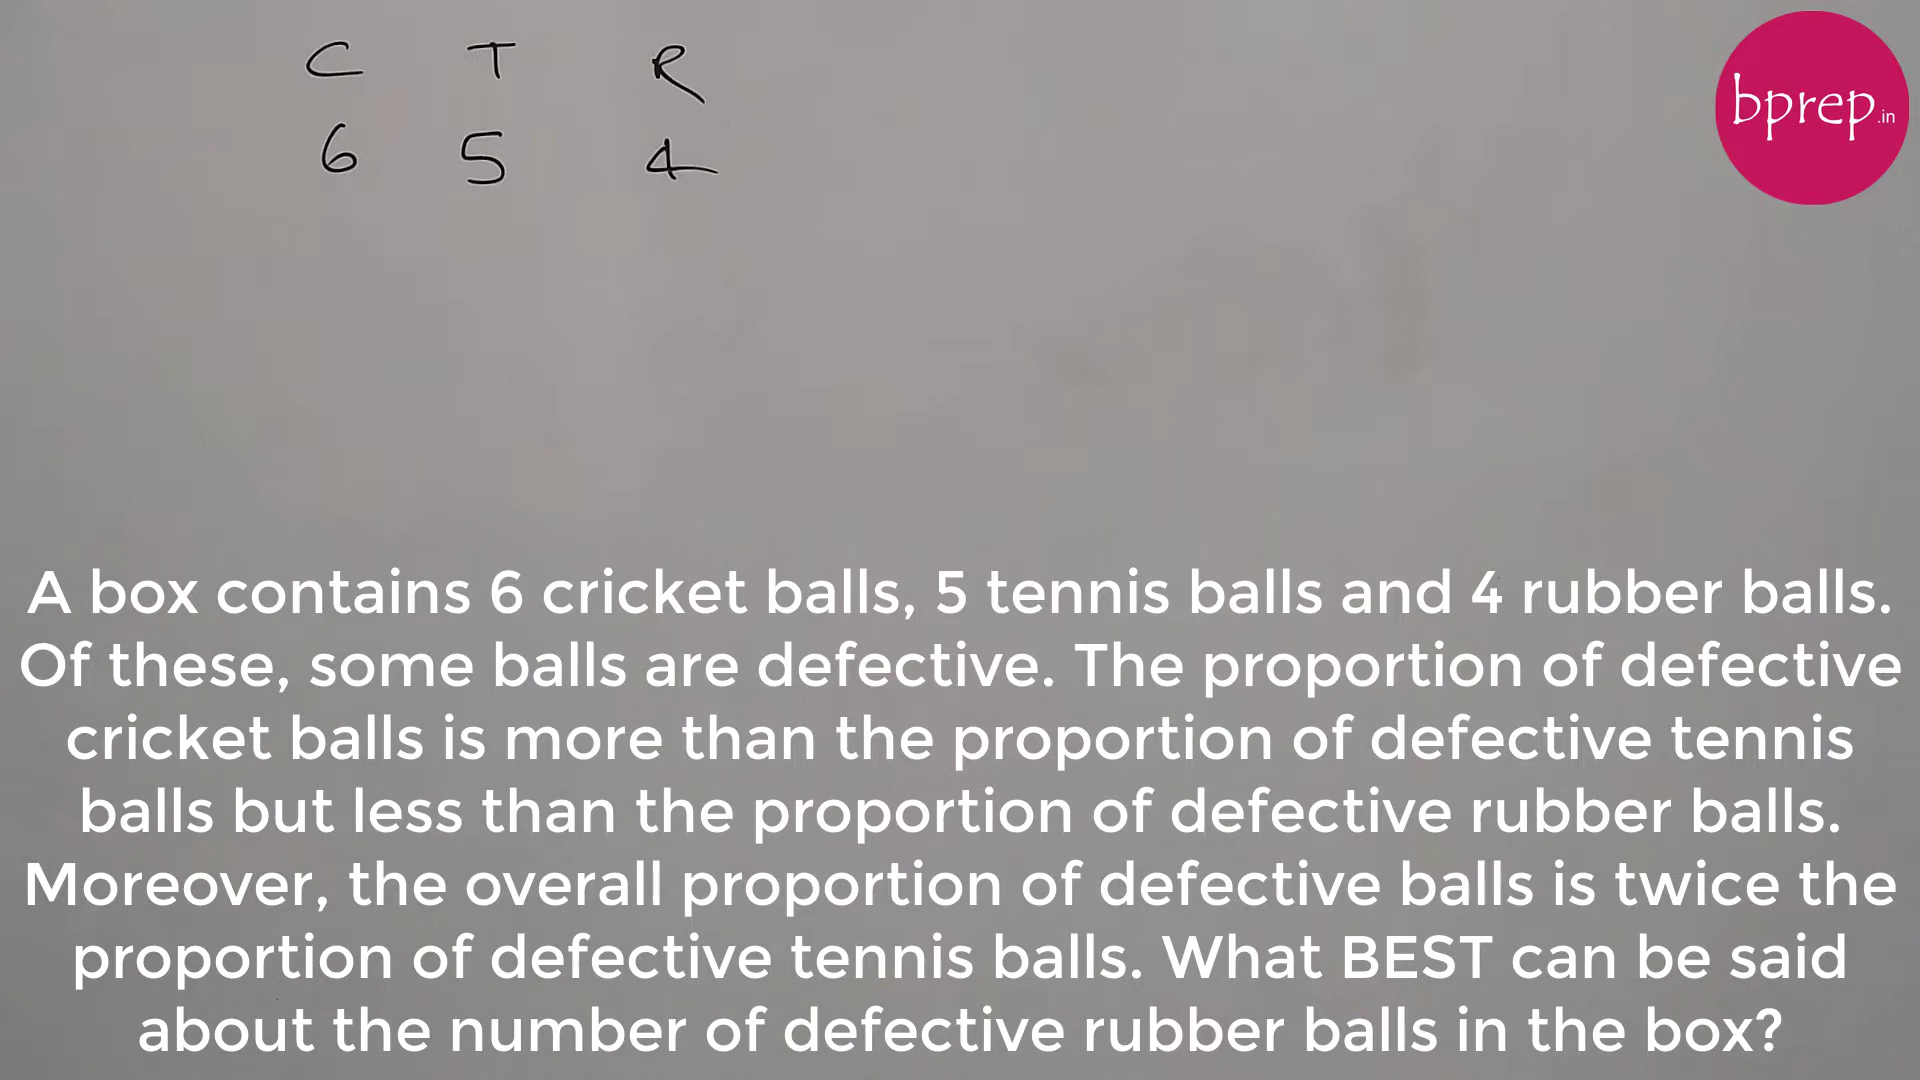 C T R
6 5 4
bprep.in
A box contains 6 cricket balls, 5 tennis balls and 4 rubber balls.
Of these, some balls are defective. The proportion of defective
cricket balls is more than the proportion of defective tennis
balls but less than the proportion of defective rubber balls.
Moreover, the overall proportion of defective balls is twice the
proportion of defective tennis balls. What BEST can be said
about the number of defective rubber balls in the box?